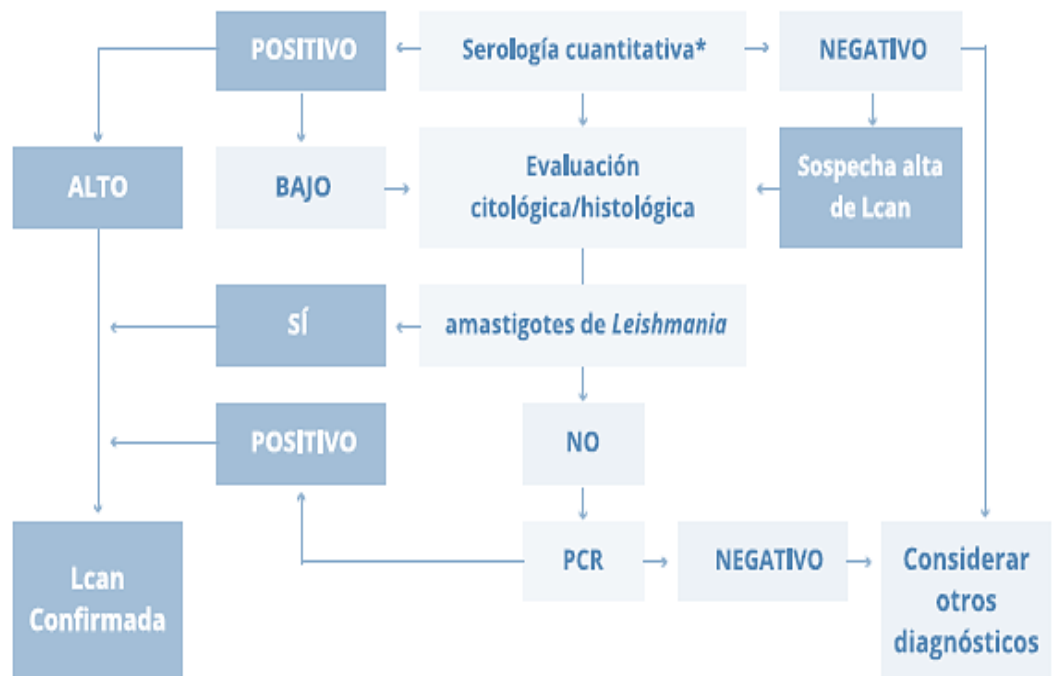 POSITIVO
Serología cuantitativa*
NEGATIVO
ALTO
BAJO
Evaluación
citológica/histológica
Sospecha alta
de Lcan
SÍ
amastigotes de Leishmania
POSITIVO
NO
Lcan
Confirmada
PCR
NEGATIVO
Considerar
otros
diagnósticos